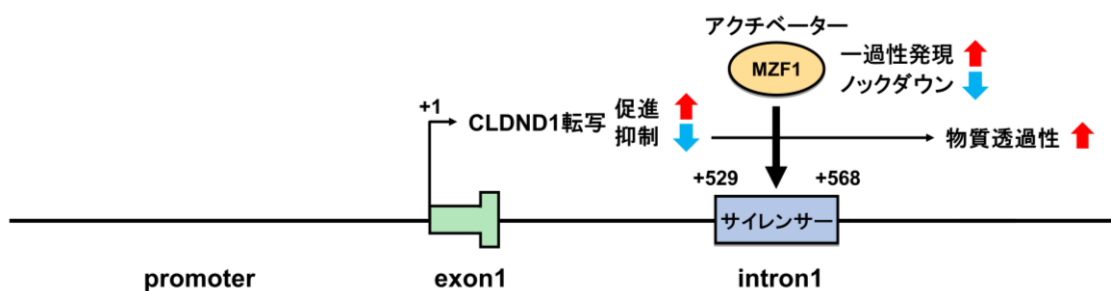 アクチベーター
MZF1
一過性発現
ノックダウン
+1
CLDND1転写
促進
抑制
物質透過性
+529
+568
サイレンサー
promoter
exon1
intron1